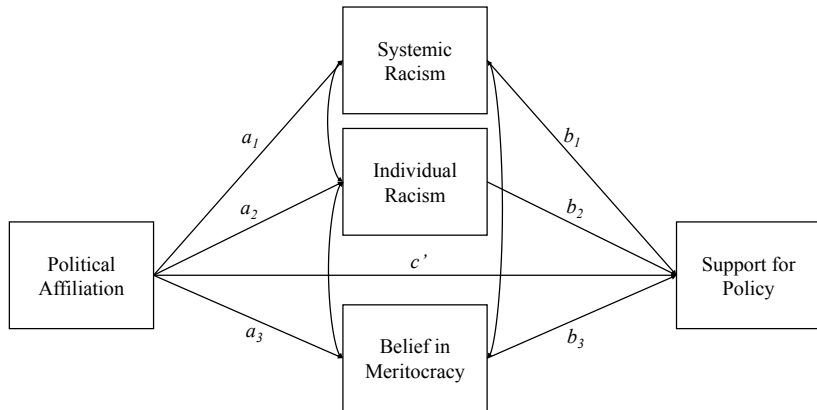 Systemic
Racism
a1
b1
Individual
Racism
a2
b2
Political
Affiliation
c’
Support for
Policy
a3
b3
Belief in
Meritocracy